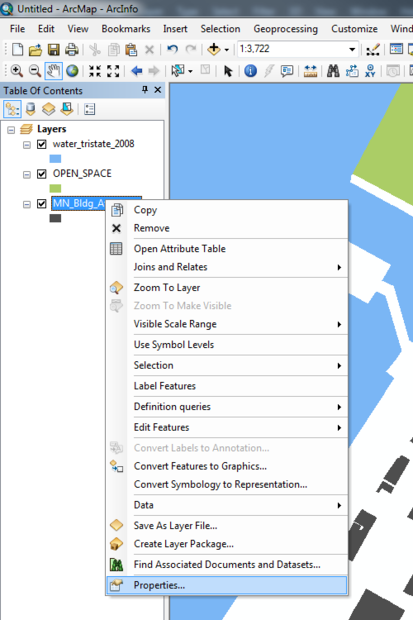 Untitled - ArcMap - ArcInfo
File Edit View Bookmarks Insert Selection Geoprocessing Customize
1:3,722
Table Of Contents
Layers
water_tristate_2008
OPEN_SPACE
Copy
Remove
Open Attribute Table
Joins and Relates
Zoom To Layer
Zoom To Make Visible
Visible Scale Range
Use Symbol Levels
Selection
Label Features
Definition queries
Edit Features
Convert Labels to Annotation...
Convert Features to Graphics...
Convert Symbology to Representation...
Data
Save As Layer File...
Create Layer Package...
Find Associated Documents and Datasets...
Properties...